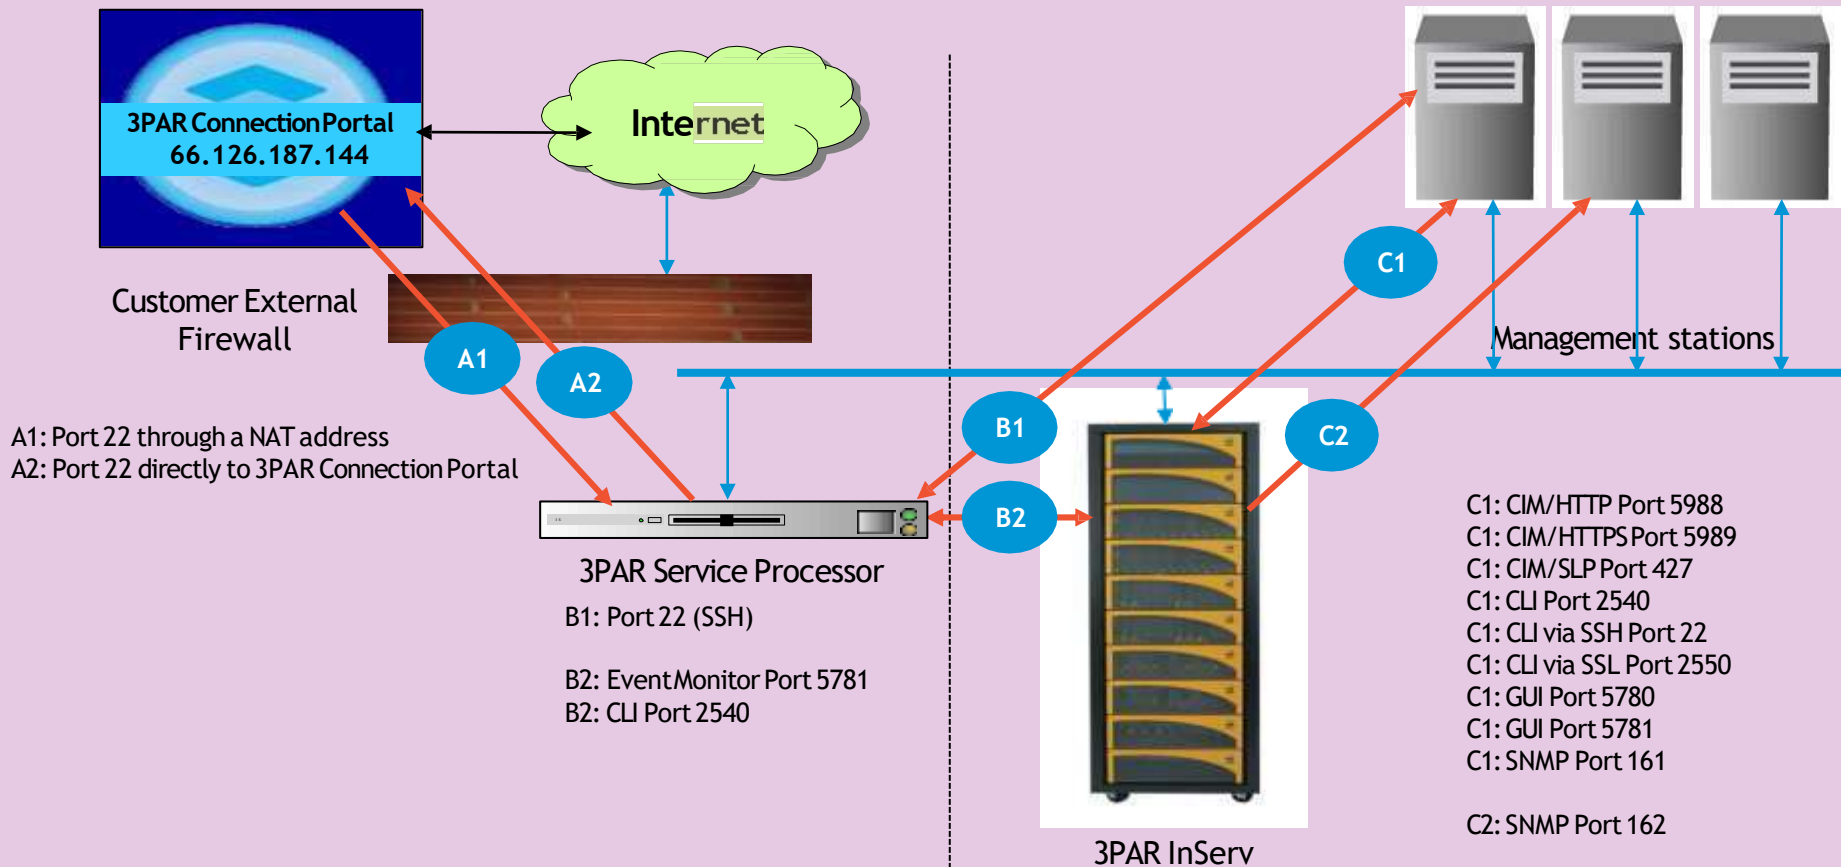 3PAR Connection Portal
66.126.187.144
Internet
Customer External
Firewall
A1
A2
B1
B2
C1
C2
Management stations
A1: Port 22 through a NAT address
A2: Port 22 directly to 3PAR Connection Portal
3PAR Service Processor
B1: Port 22 (SSH)
B2: Event Monitor Port 5781
B2: CLI Port 2540
3PAR InServ
C1: CIM/HTTP Port 5988
C1: CIM/HTTPS Port 5989
C1: CIM/SLP Port 427
C1: CLI Port 2540
C1: CLI via SSH Port 22
C1: CLI via SSL Port 2550
C1: GUI Port 5780
C1: GUI Port 5781
C1: SNMP Port 161
C2: SNMP Port 162